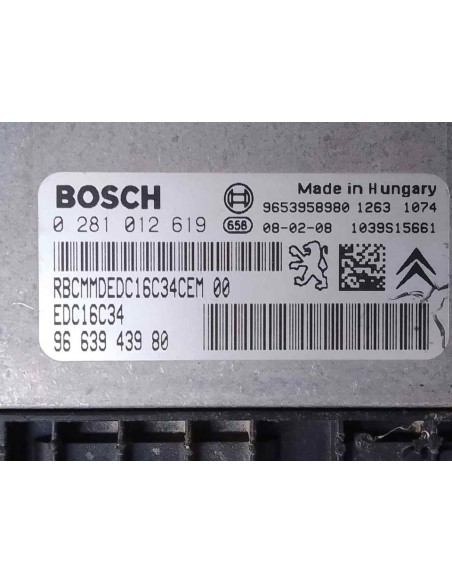 BOSCH
Made in Hungary
0 281 012 619
658
9653958980 1263 1074
08-02-08 1039S15661
RBCMMDEDC16C34CEM 00
EDC16C34
96 639 439 80